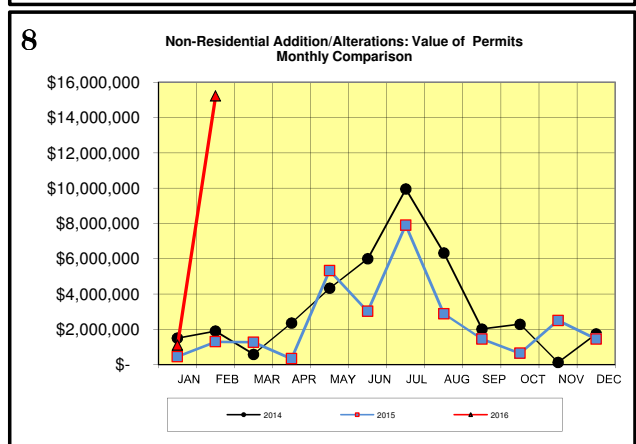 8
Non-Residential Addition/Alterations: Value of Permits
Monthly Comparison
$16,000,000
$14,000,000
$12,000,000
$10,000,000
$8,000,000
$6,000,000
$4,000,000
$2,000,000
$-
JAN FEB MAR APR MAY JUN JUL AUG SEP OCT NOV DEC
2014 2015 2016